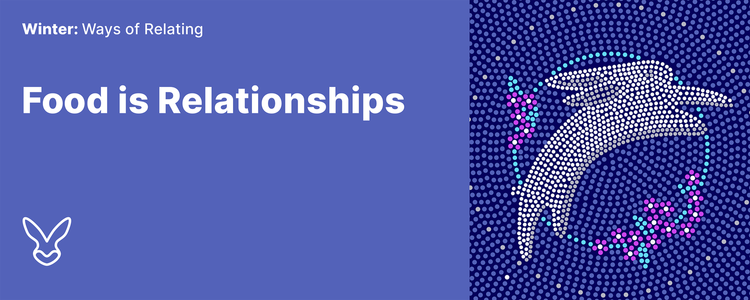 Winter: Ways of Relating
Food is Relationships